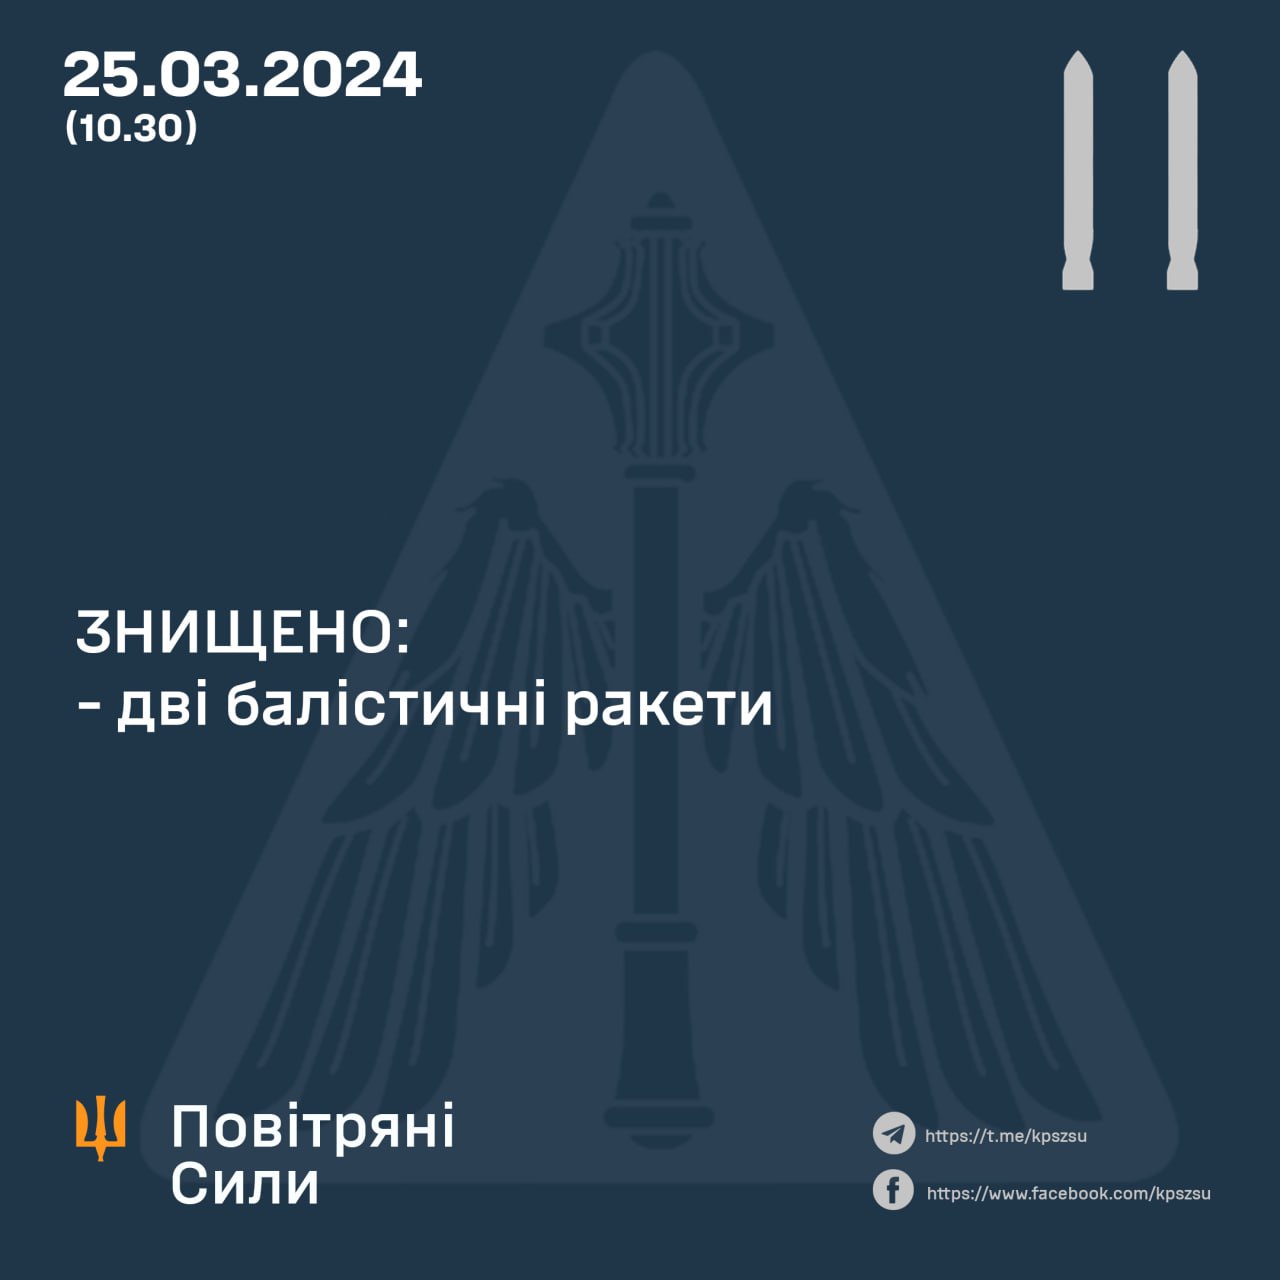 25.03.2024
(10.30)
ЗНИЩЕНО:
- дві балістичні ракети
Повітряні
Сили
https://t.me/kpszsu
https://www.facebook.com/kpszsu